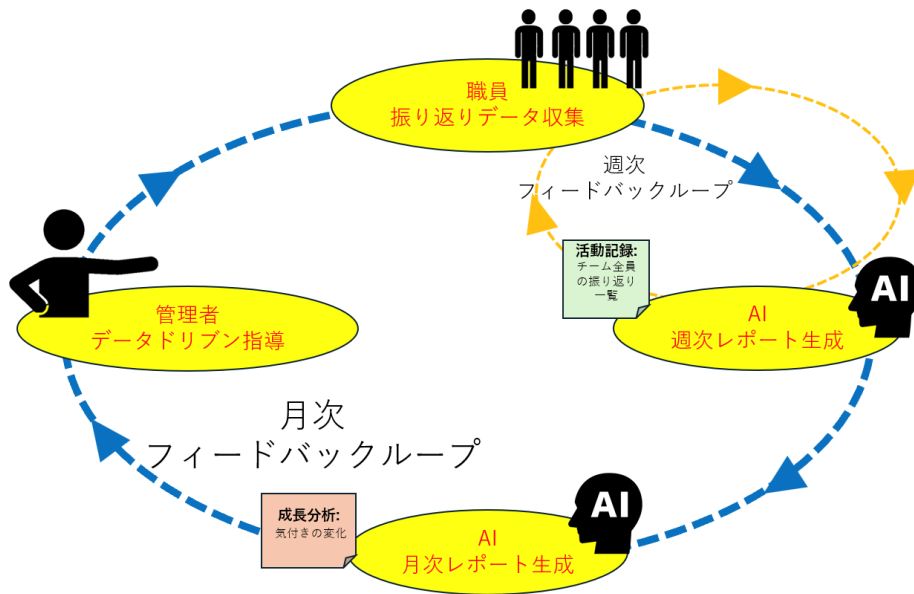 職員
振り返りデータ収集
週次
フィードバックループ
活動記録:
チーム全員
の振り返り
一覧
AI
AI
週次レポート生成
管理者
データドリブン指導
月次
フィードバックループ
成長分析:
気付きの変化
AI
AI
月次レポート生成